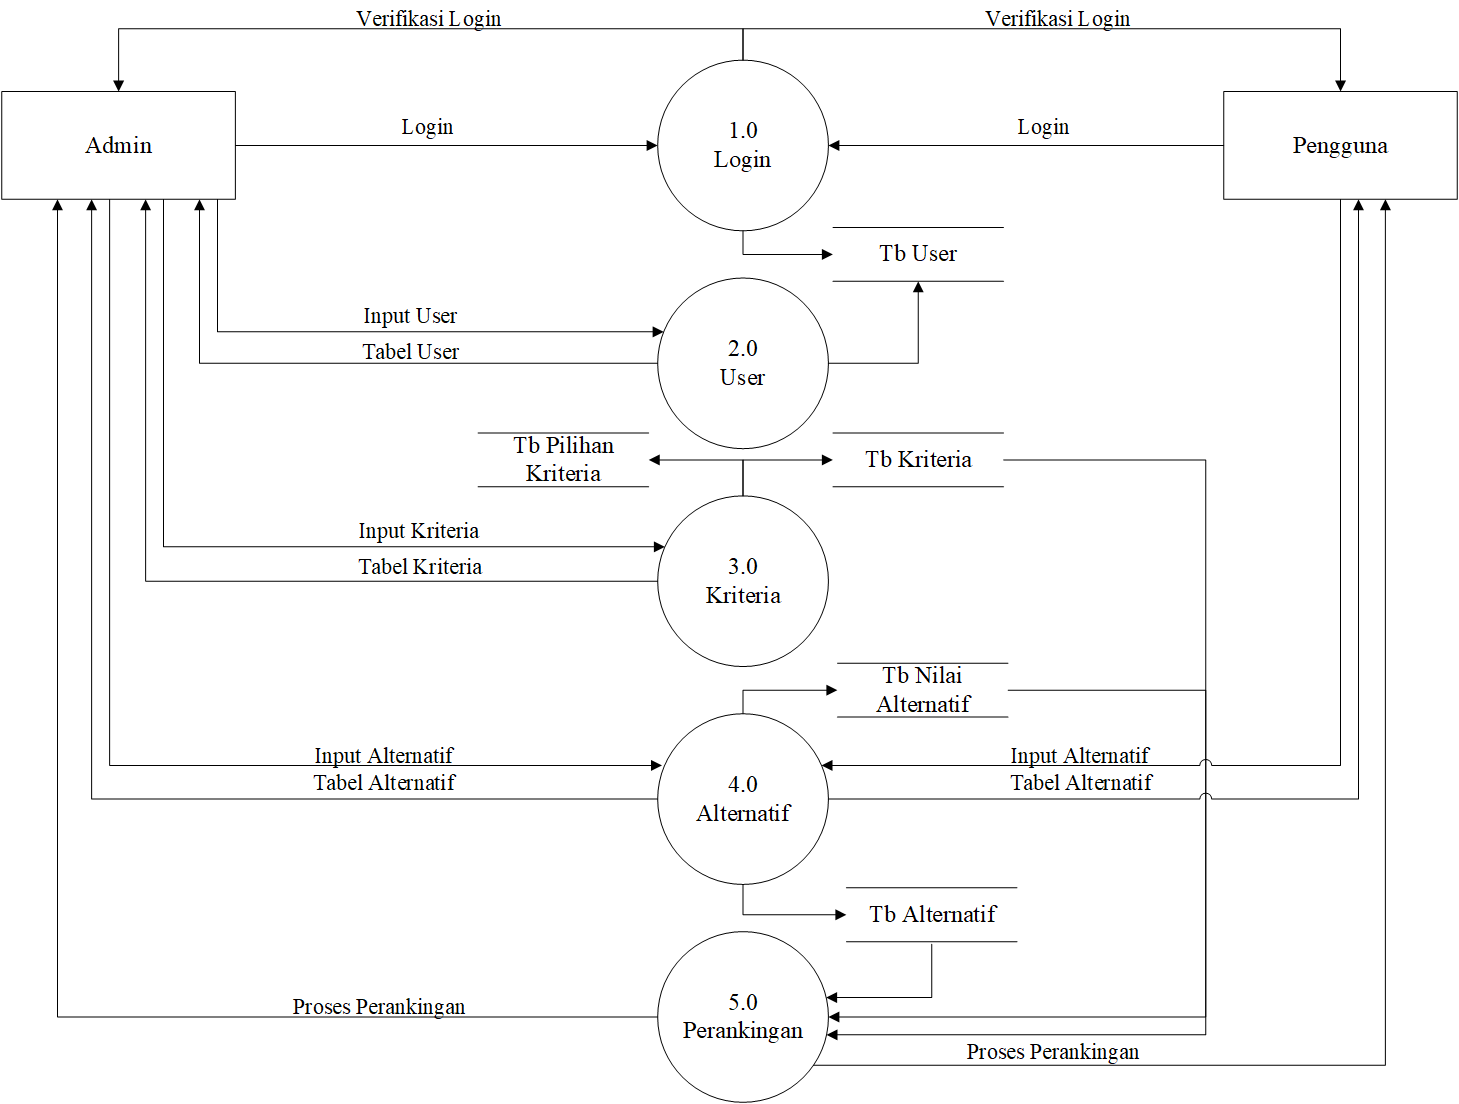 Verifikasi Login
Verifikasi Login
Admin
Login
1.0
Login
Login
Pengguna
Tb User
Input User
Tabel User
2.0
User
Tb Pilihan
Kriteria
Tb Kriteria
Input Kriteria
Tabel Kriteria
3.0
Kriteria
Tb Nilai
Alternatif
Input Alternatif
Tabel Alternatif
4.0
Alternatif
Input Alternatif
Tabel Alternatif
Tb Alternatif
Proses Perankingan
5.0
Perankingan
Proses Perankingan